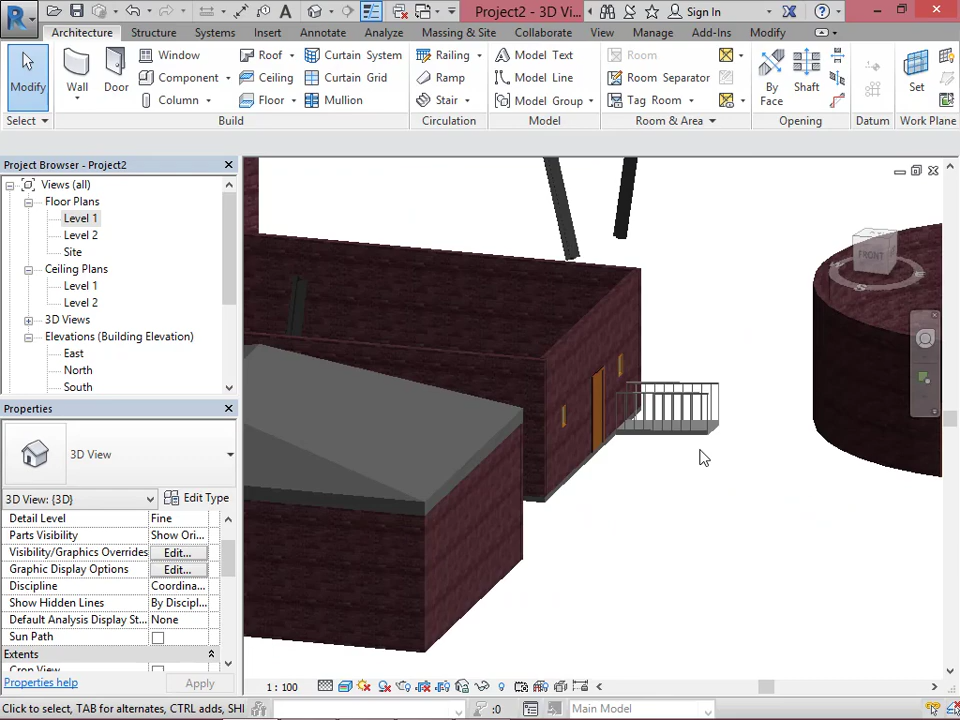 Project2 - 3D Vi...
Sign In
Architecture Structure Systems Insert Annotate Analyze Massing & Site Collaborate View Manage Add-Ins Modify
Modify
Wall
Door
Window
Component
Column
Roof
Ceiling
Floor
Curtain System
Curtain Grid
Mullion
Railing
Ramp
Stair
Model Text
Model Line
Model Group
Room
Room Separator
Tag Room
By Face
Shaft
Set
Select Build Circulation Model Room & Area Opening Datum Work Plane
Project Browser - Project2
Views (all)
Floor Plans
Level 1
Level 2
Site
Ceiling Plans
Level 1
Level 2
3D Views
Elevations (Building Elevation)
East
North
South
Properties
3D View
3D View: {3D} Edit Type
Detail Level Fine
Parts Visibility Show Ori...
Visibility/Graphics Overrides Edit...
Graphic Display Options Edit...
Discipline Coordina...
Show Hidden Lines By Discipl...
Default Analysis Display St... None
Sun Path
Extents
Properties help Apply
FRONT
S
E
1 : 100
Click to select, TAB for alternates, CTRL adds, SHI
:0
Main Model